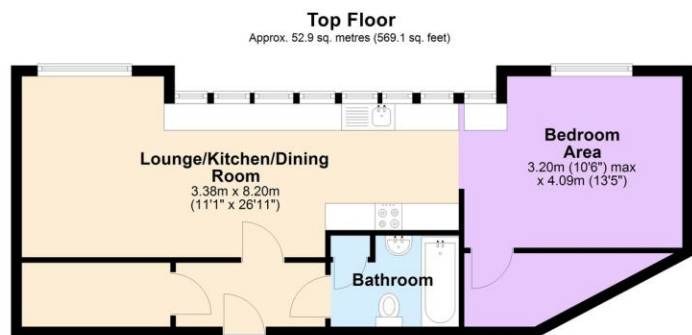 Top Floor
Approx. 52.9 sq. metres (569.1 sq. feet)
Lounge/Kitchen/Dining
Room
3.38m x 8.20m
(11'1" x 26'11")
Bedroom
Area
3.20m (10'6") max
x 4.09m (13'5")
Bathroom